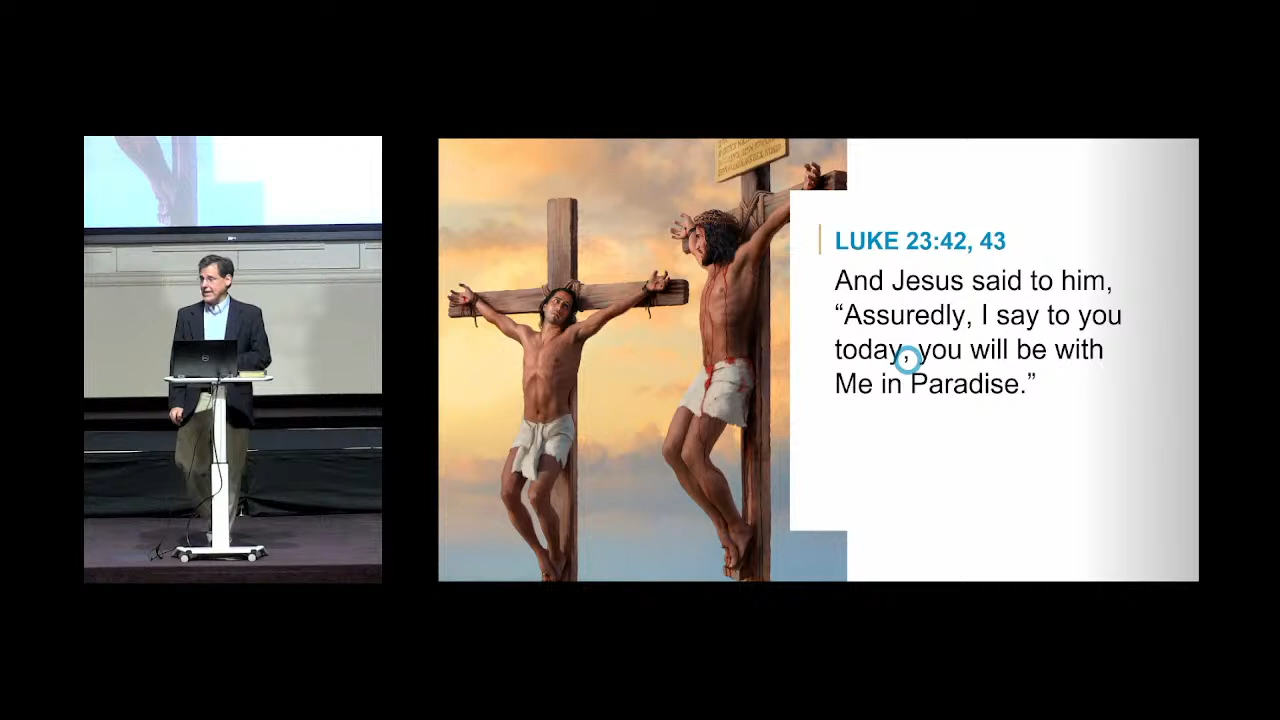 LUKE 23:42, 43
And Jesus said to him,
“Assuredly, I say to you
today, you will be with
Me in Paradise.”